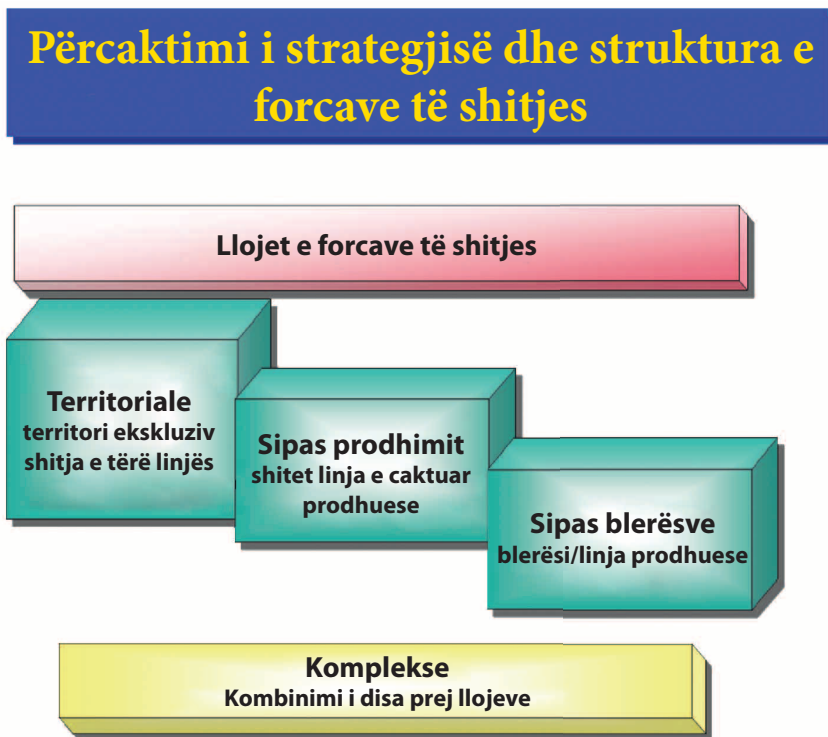 Përcaktimi i strategjisë dhe struktura e
forcave të shitjes
Llojet e forcave të shitjes
Territoriale
territori ekskluziv
shitja e tërë linjës
Sipas prodhimit
shitet linja e caktuar
prodhuese
Sipas blerësve
blerësi/linja prodhuese
Komplekse
Kombinimi i disa prej llojeve